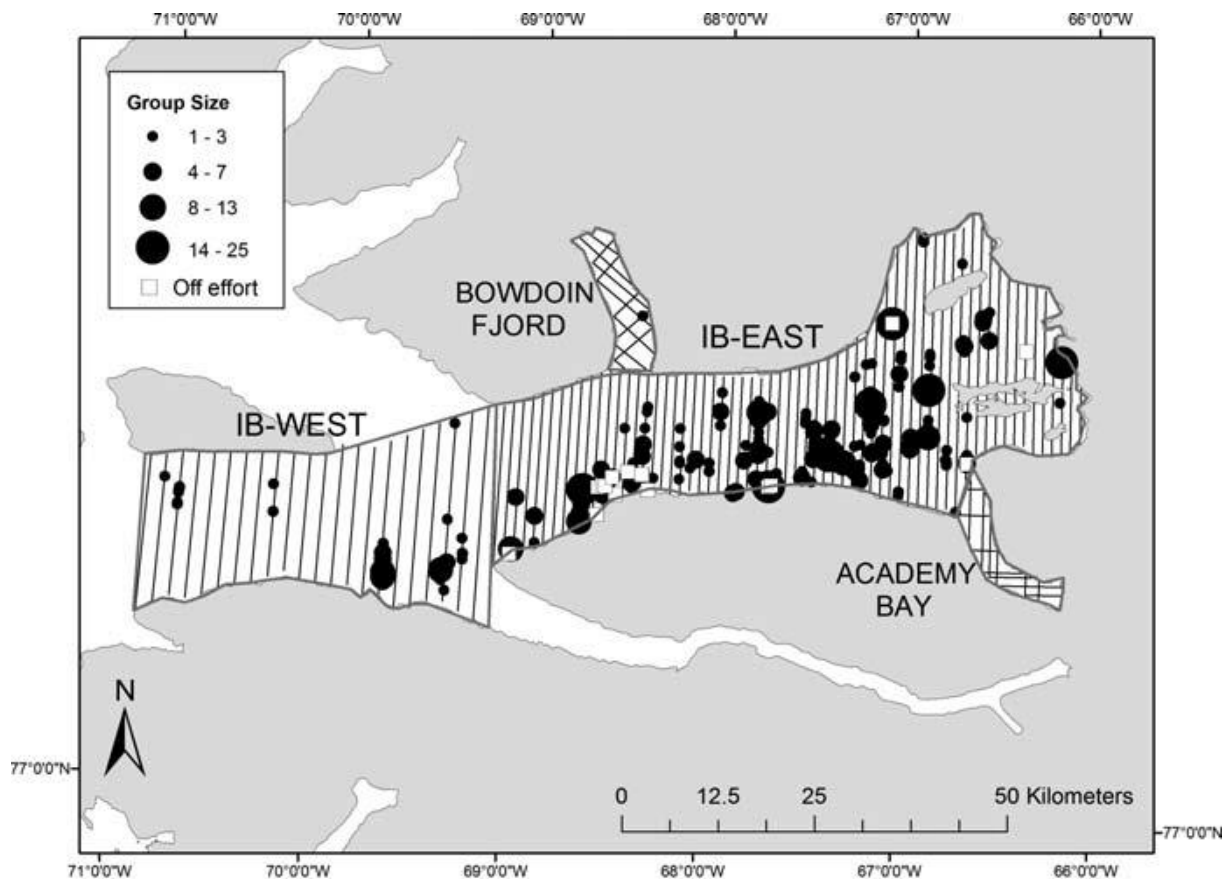 71°0'0"W 70°0'0"W 69°0'0"W 68°0'0"W 67°0'0"W 66°0'0"W
Group Size
1 - 3
4 - 7
8 - 13
14 - 25
Off effort
BOWDOIN
FJORD
IB-EAST
IB-WEST
ACADEMY
BAY
N
77°0'0"N
0 12.5 25 50 Kilometers
77°0'0"N
71°0'0"W 70°0'0"W 69°0'0"W 68°0'0"W 67°0'0"W 66°0'0"W